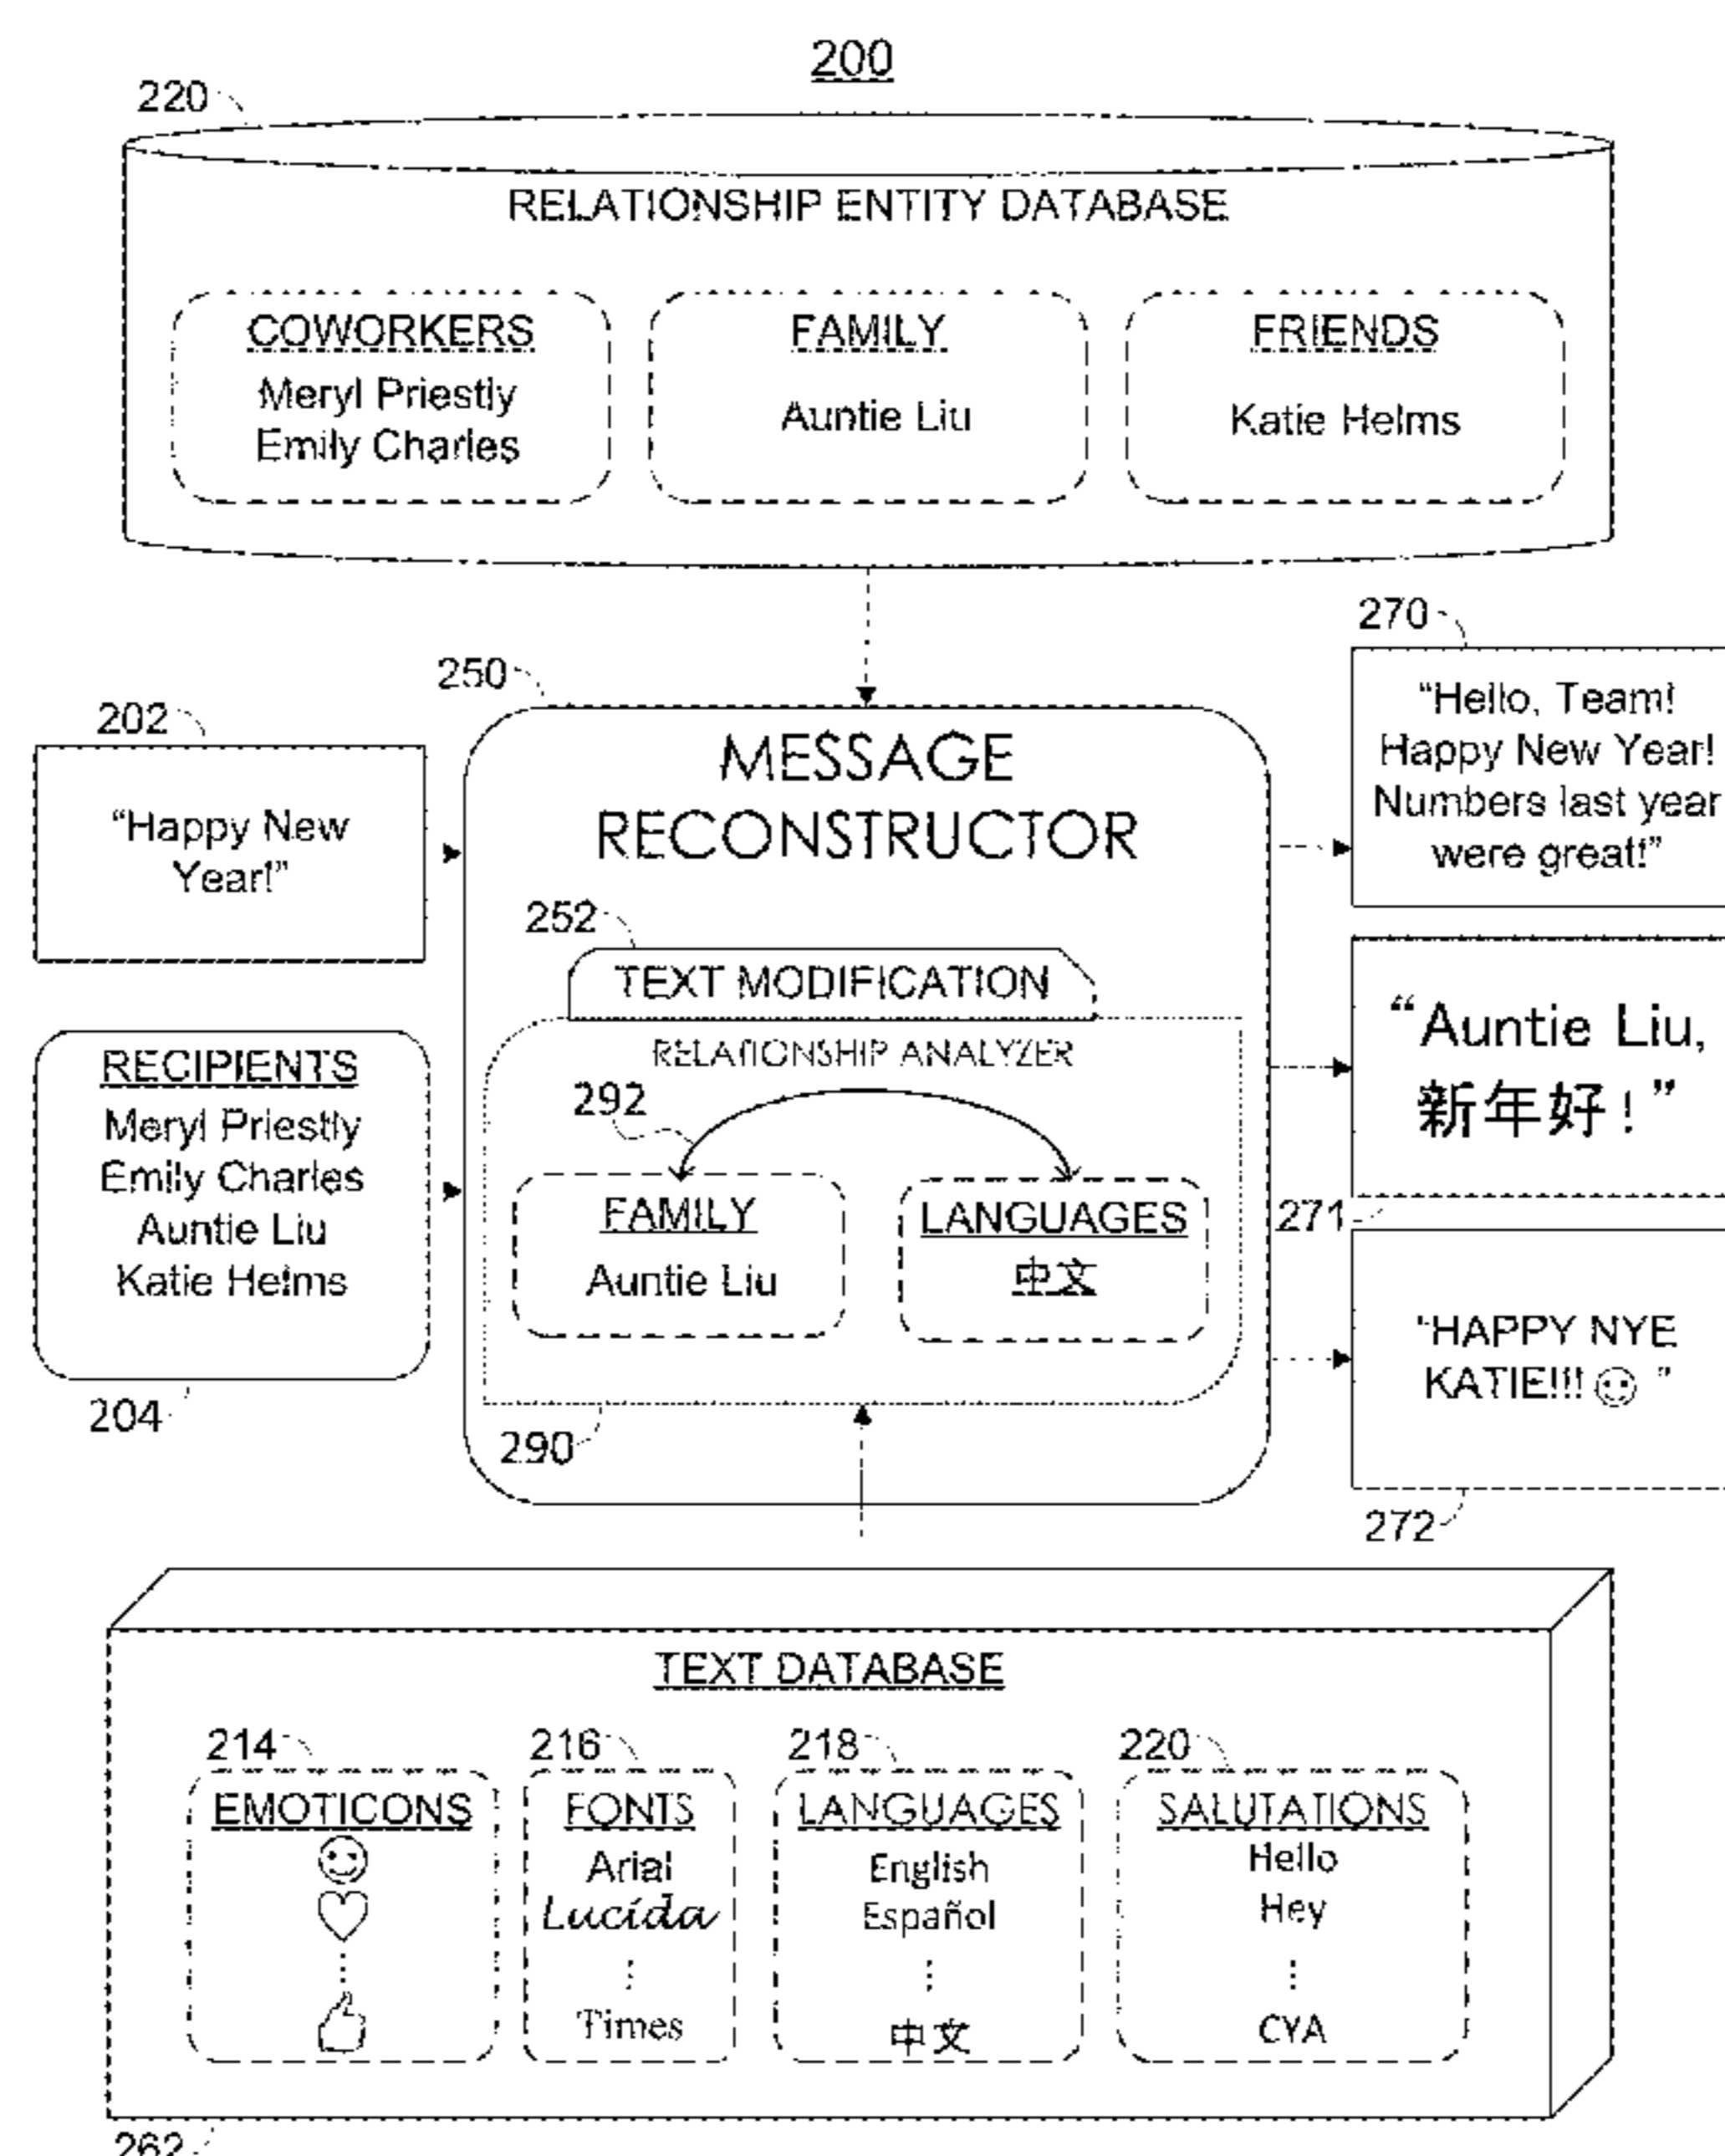 200
220
RELATIONSHIP ENTITY DATABASE
COWORKERS
Meryl Priestly
Emily Charles
FAMILY
Auntie Liu
FRIENDS
Katie Helms
202
“Happy New
Year!”
RECIPIENTS
Meryl Priestly
Emily Charles
Auntie Liu
Katie Helms
204
250
MESSAGE
RECONSTRUCTOR
252
TEXT MODIFICATION
RELATIONSHIP ANALYZER
292
FAMILY
Auntie Liu
LANGUAGES
中文
290
270
“Hello, Team!
Happy New Year!
Numbers last year
were great!”
“Auntie Liu,
新年好！”
271
“HAPPY NYE
KATIE!!! ☺ ”
272
TEXT DATABASE
214
EMOTICONS
216
FONTS
Arial
Lucida
⋮
Times
218
LANGUAGES
English
Español
⋮
中文
220
SALUTATIONS
Hello
Hey
⋮
CYA
262